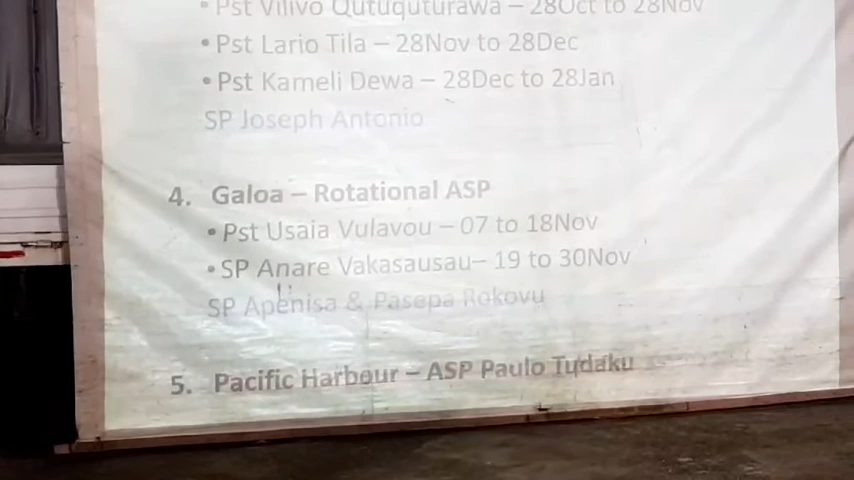 • Pst Vilivo Qutuquturawa – 28Oct to 28Nov
• Pst Lario Tila – 28Nov to 28Dec
• Pst Kameli Dewa – 28Dec to 28Jan
SP Joseph Antonio
4. Galoa – Rotational ASP
• Pst Usaia Vulavou – 07 to 18Nov
• SP Anare Vakasausau– 19 to 30Nov
SP Apenisa & Pasepa Rokovu
5. Pacific Harbour – ASP Paulo Tudaku